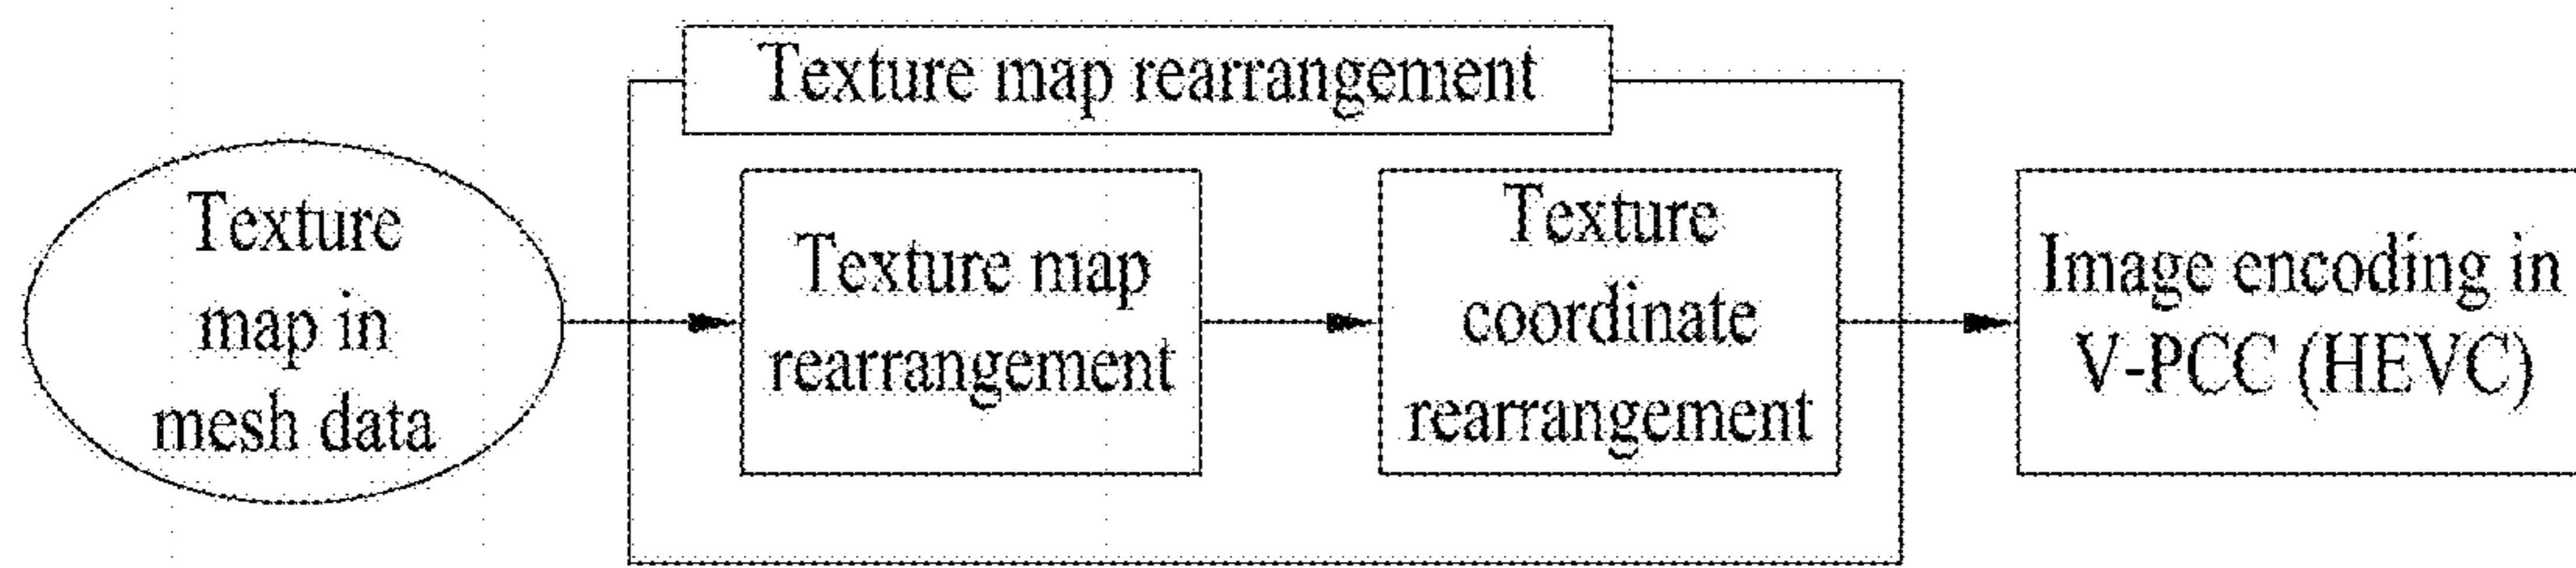 Texture map rearrangement
Texture
map in
mesh data
Texture map
rearrangement
Texture
coordinate
rearrangement
Image encoding in
V-PCC (HEVC)